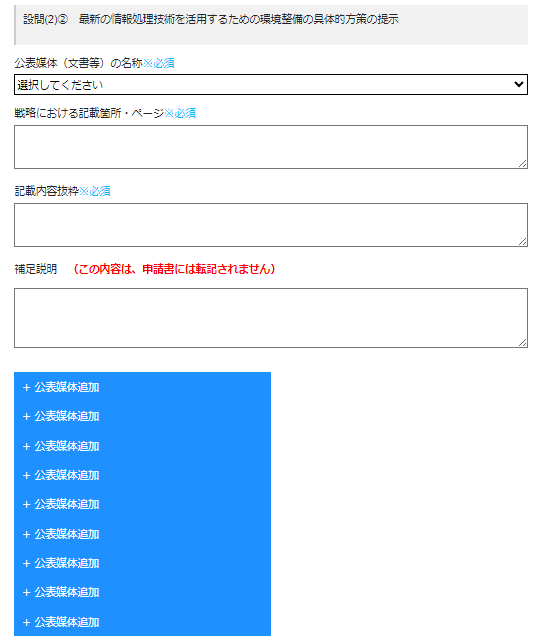 設問(2)②　最新の情報処理技術を活用するための環境整備の具体的方策の提示
公表媒体（文書等）の名称※必須
選択してください
戦略における記載箇所・ページ※必須
記載内容抜粋※必須
補足説明　（この内容は、申請書には転記されません）
+ 公表媒体追加
+ 公表媒体追加
+ 公表媒体追加
+ 公表媒体追加
+ 公表媒体追加
+ 公表媒体追加
+ 公表媒体追加
+ 公表媒体追加
+ 公表媒体追加